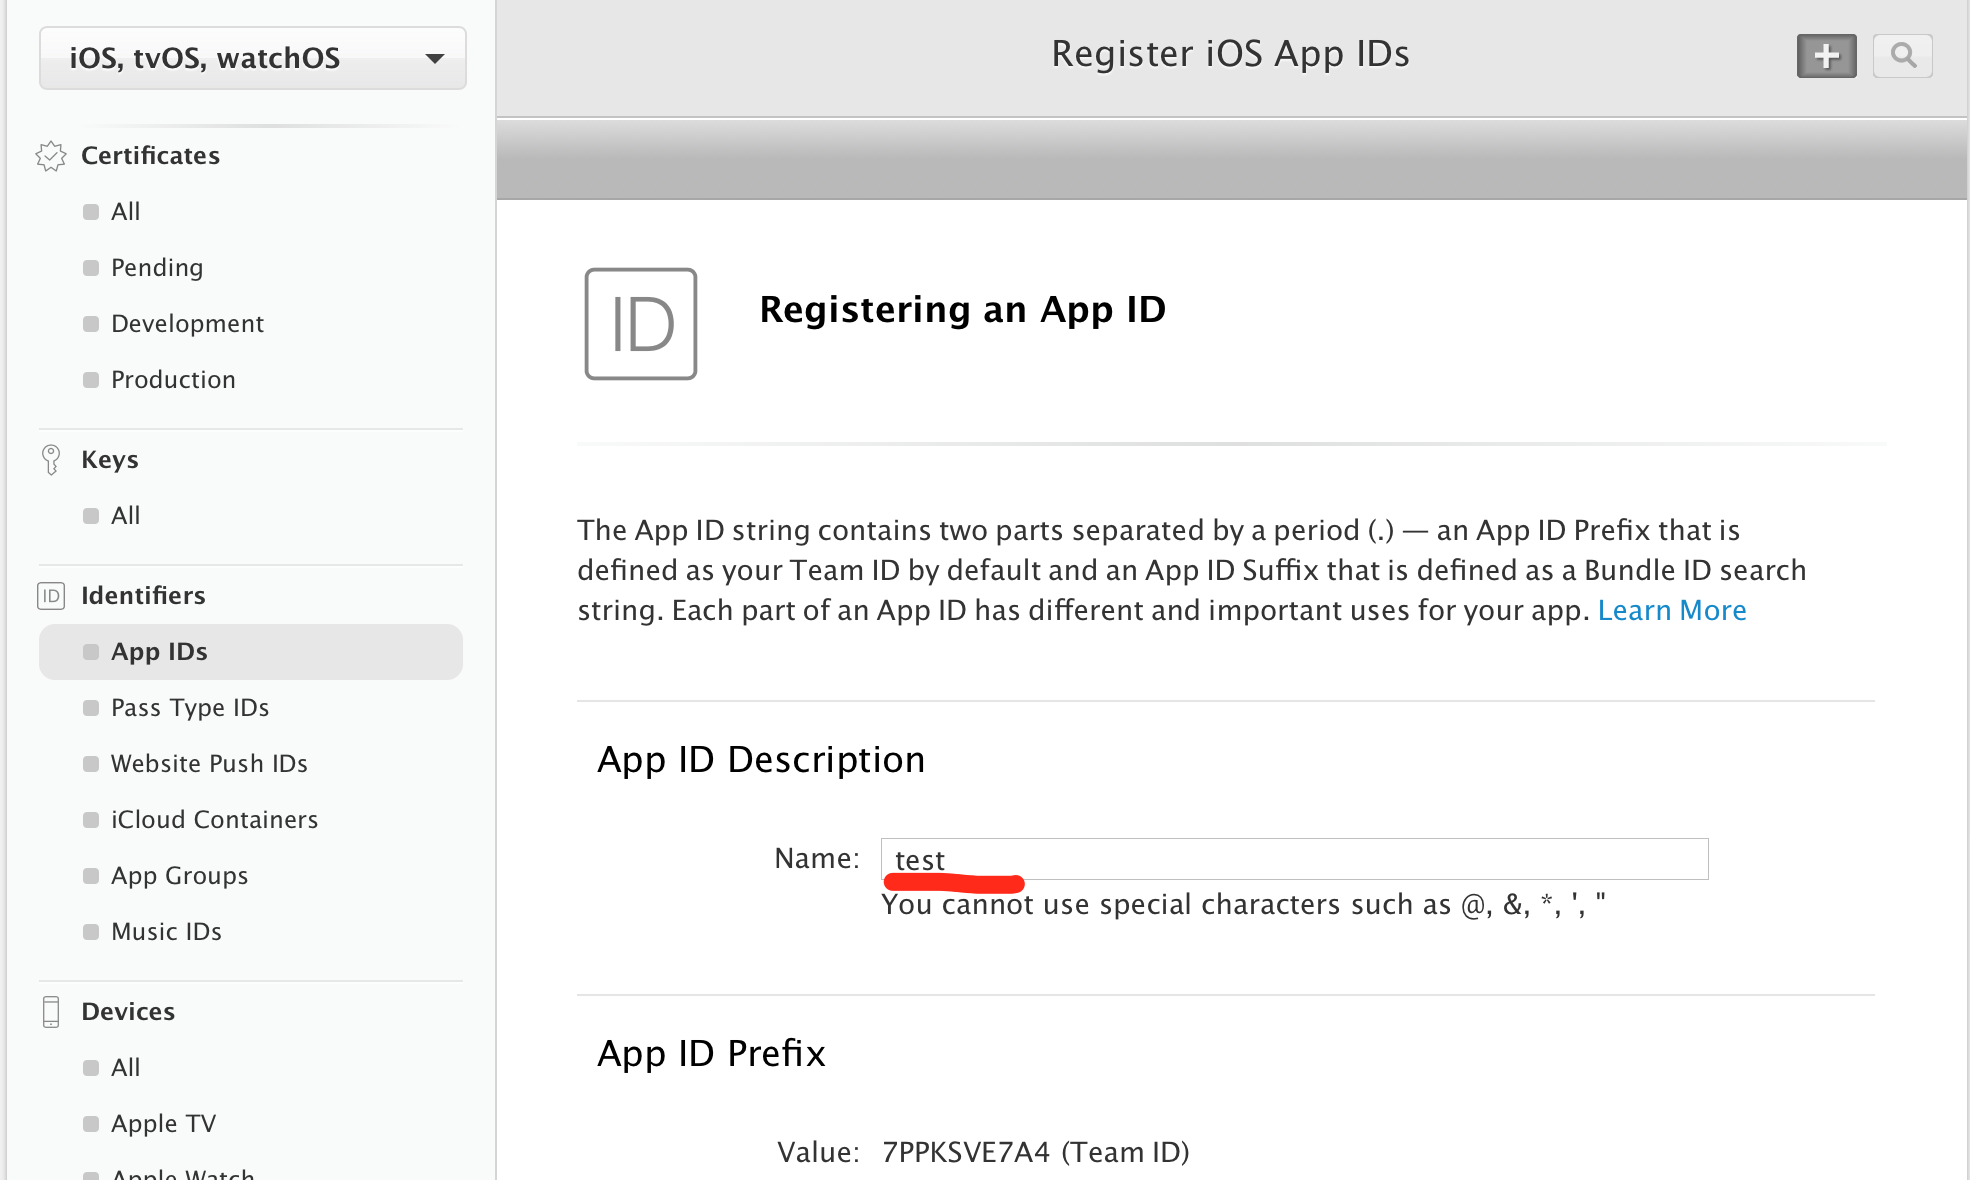 iOS, tvOS, watchOS
Certificates
All
Pending
Development
Production
Keys
All
ID
Identifiers
App IDs
Pass Type IDs
Website Push IDs
iCloud Containers
App Groups
Music IDs
Devices
All
Apple TV
Apple Watch
Register iOS App IDs
ID
Registering an App ID
The App ID string contains two parts separated by a period (.) — an App ID Prefix that is
defined as your Team ID by default and an App ID Suffix that is defined as a Bundle ID search
string. Each part of an App ID has different and important uses for your app. Learn More
App ID Description
Name: test
You cannot use special characters such as @, &, *, ', "
App ID Prefix
Value: 7PPKSVE7A4 (Team ID)